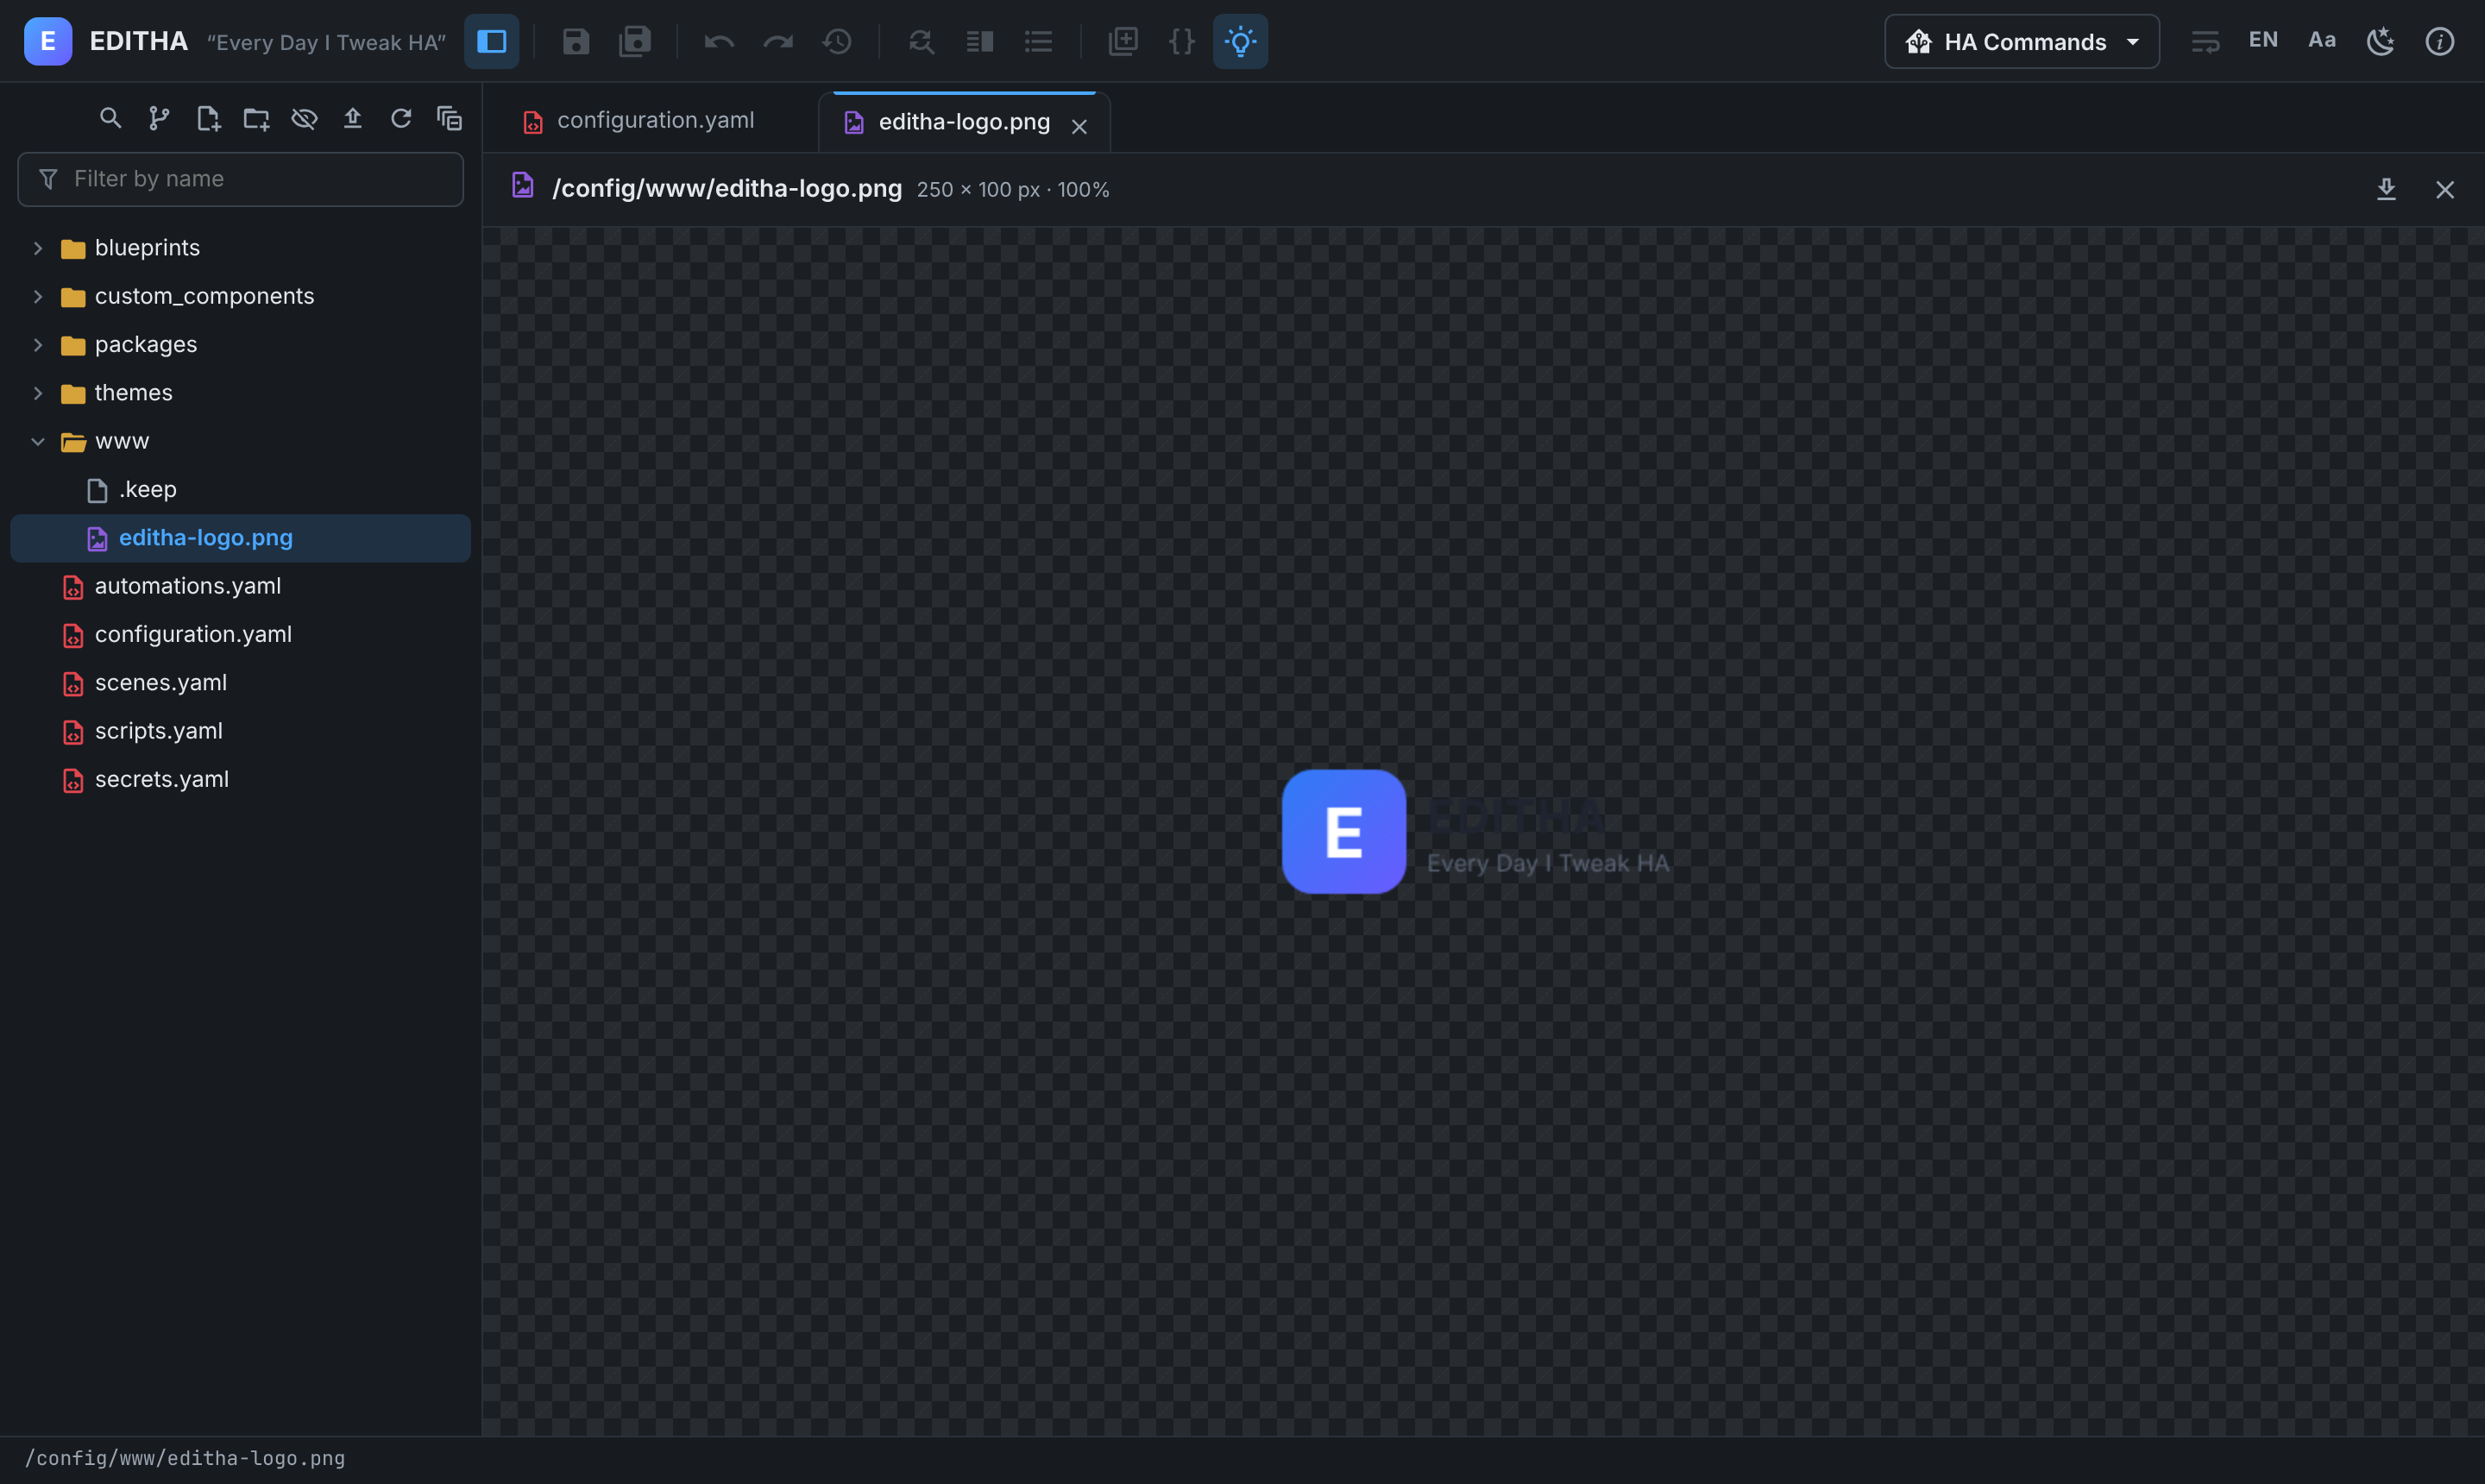 E EDITHA “Every Day I Tweak HA”
HA Commands
EN Aa
Filter by name
blueprints
custom_components
packages
themes
www
.keep
editha-logo.png
automations.yaml
configuration.yaml
scenes.yaml
scripts.yaml
secrets.yaml
configuration.yaml
editha-logo.png
/config/www/editha-logo.png 250 × 100 px · 100%
E
EDITHA
Every Day I Tweak HA
/config/www/editha-logo.png